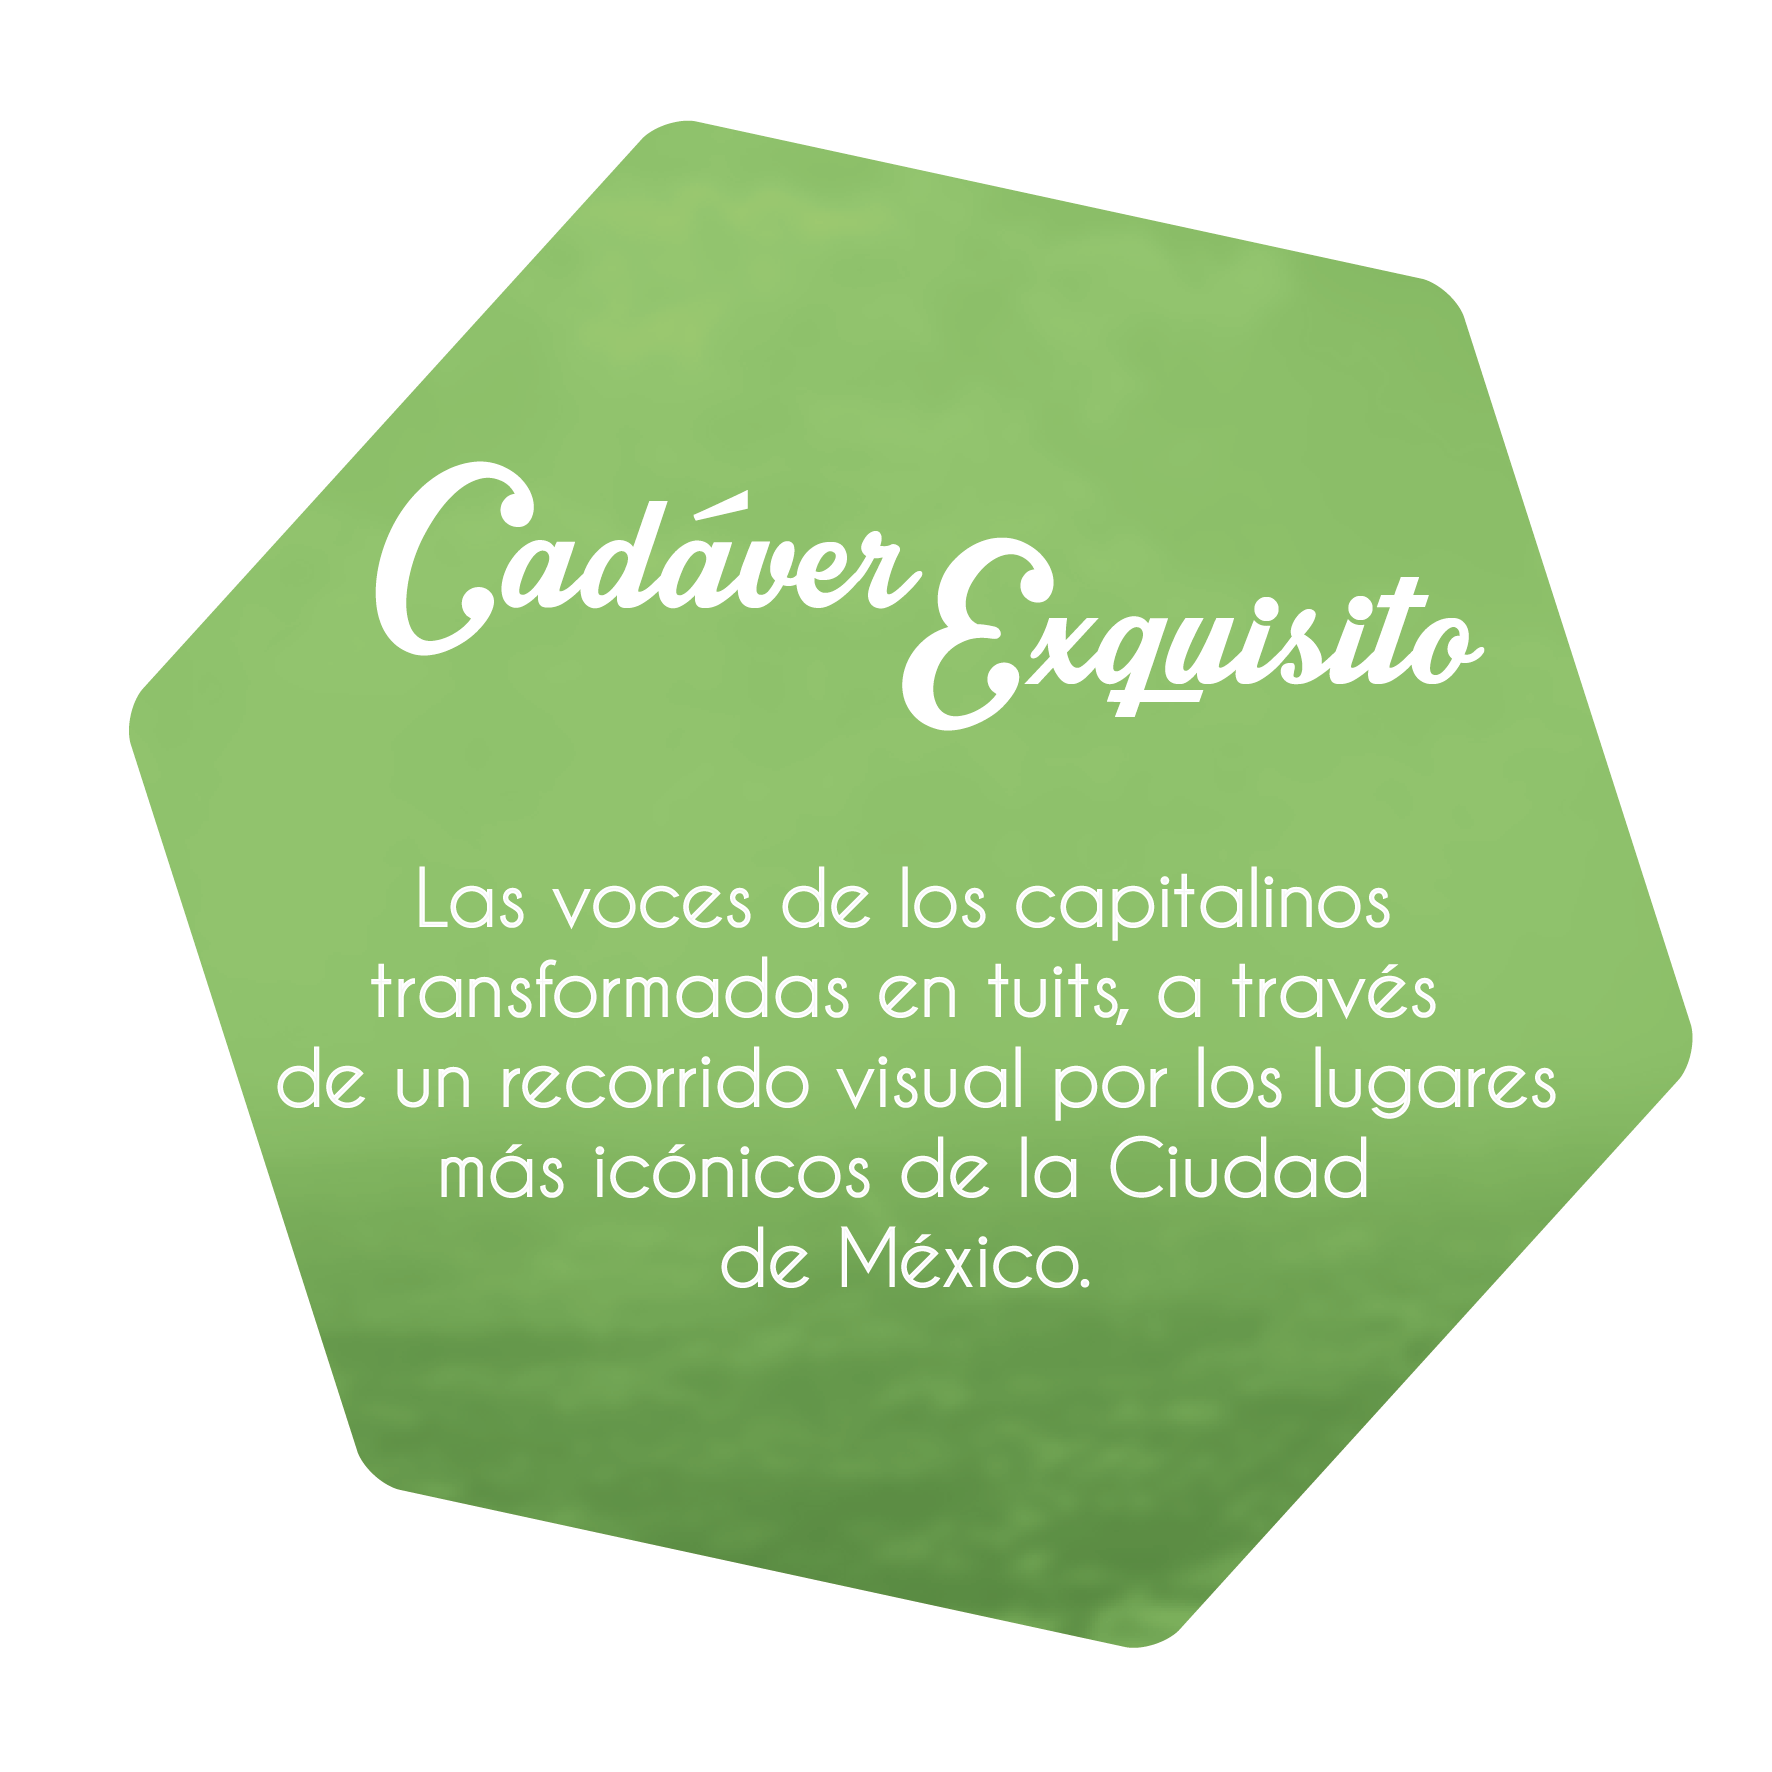 Cadáver Exquisito
Las voces de los capitalinos
transformadas en tuits, a través
de un recorrido visual por los lugares
más icónicos de la Ciudad
de México.